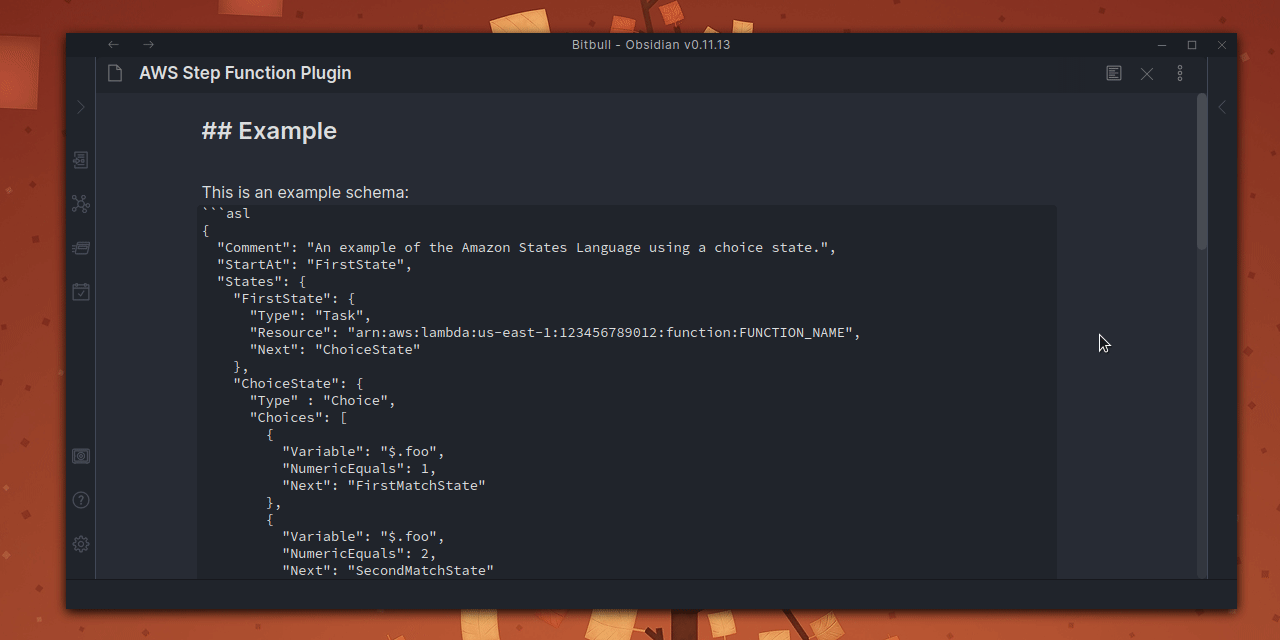 Bitbull - Obsidian v0.11.13
AWS Step Function Plugin
## Example
This is an example schema:
```asl
{
  "Comment": "An example of the Amazon States Language using a choice state.",
  "StartAt": "FirstState",
  "States": {
    "FirstState": {
      "Type": "Task",
      "Resource": "arn:aws:lambda:us-east-1:123456789012:function:FUNCTION_NAME",
      "Next": "ChoiceState"
    },
    "ChoiceState": {
      "Type" : "Choice",
      "Choices": [
        {
          "Variable": "$.foo",
          "NumericEquals": 1,
          "Next": "FirstMatchState"
        },
        {
          "Variable": "$.foo",
          "NumericEquals": 2,
          "Next": "SecondMatchState"